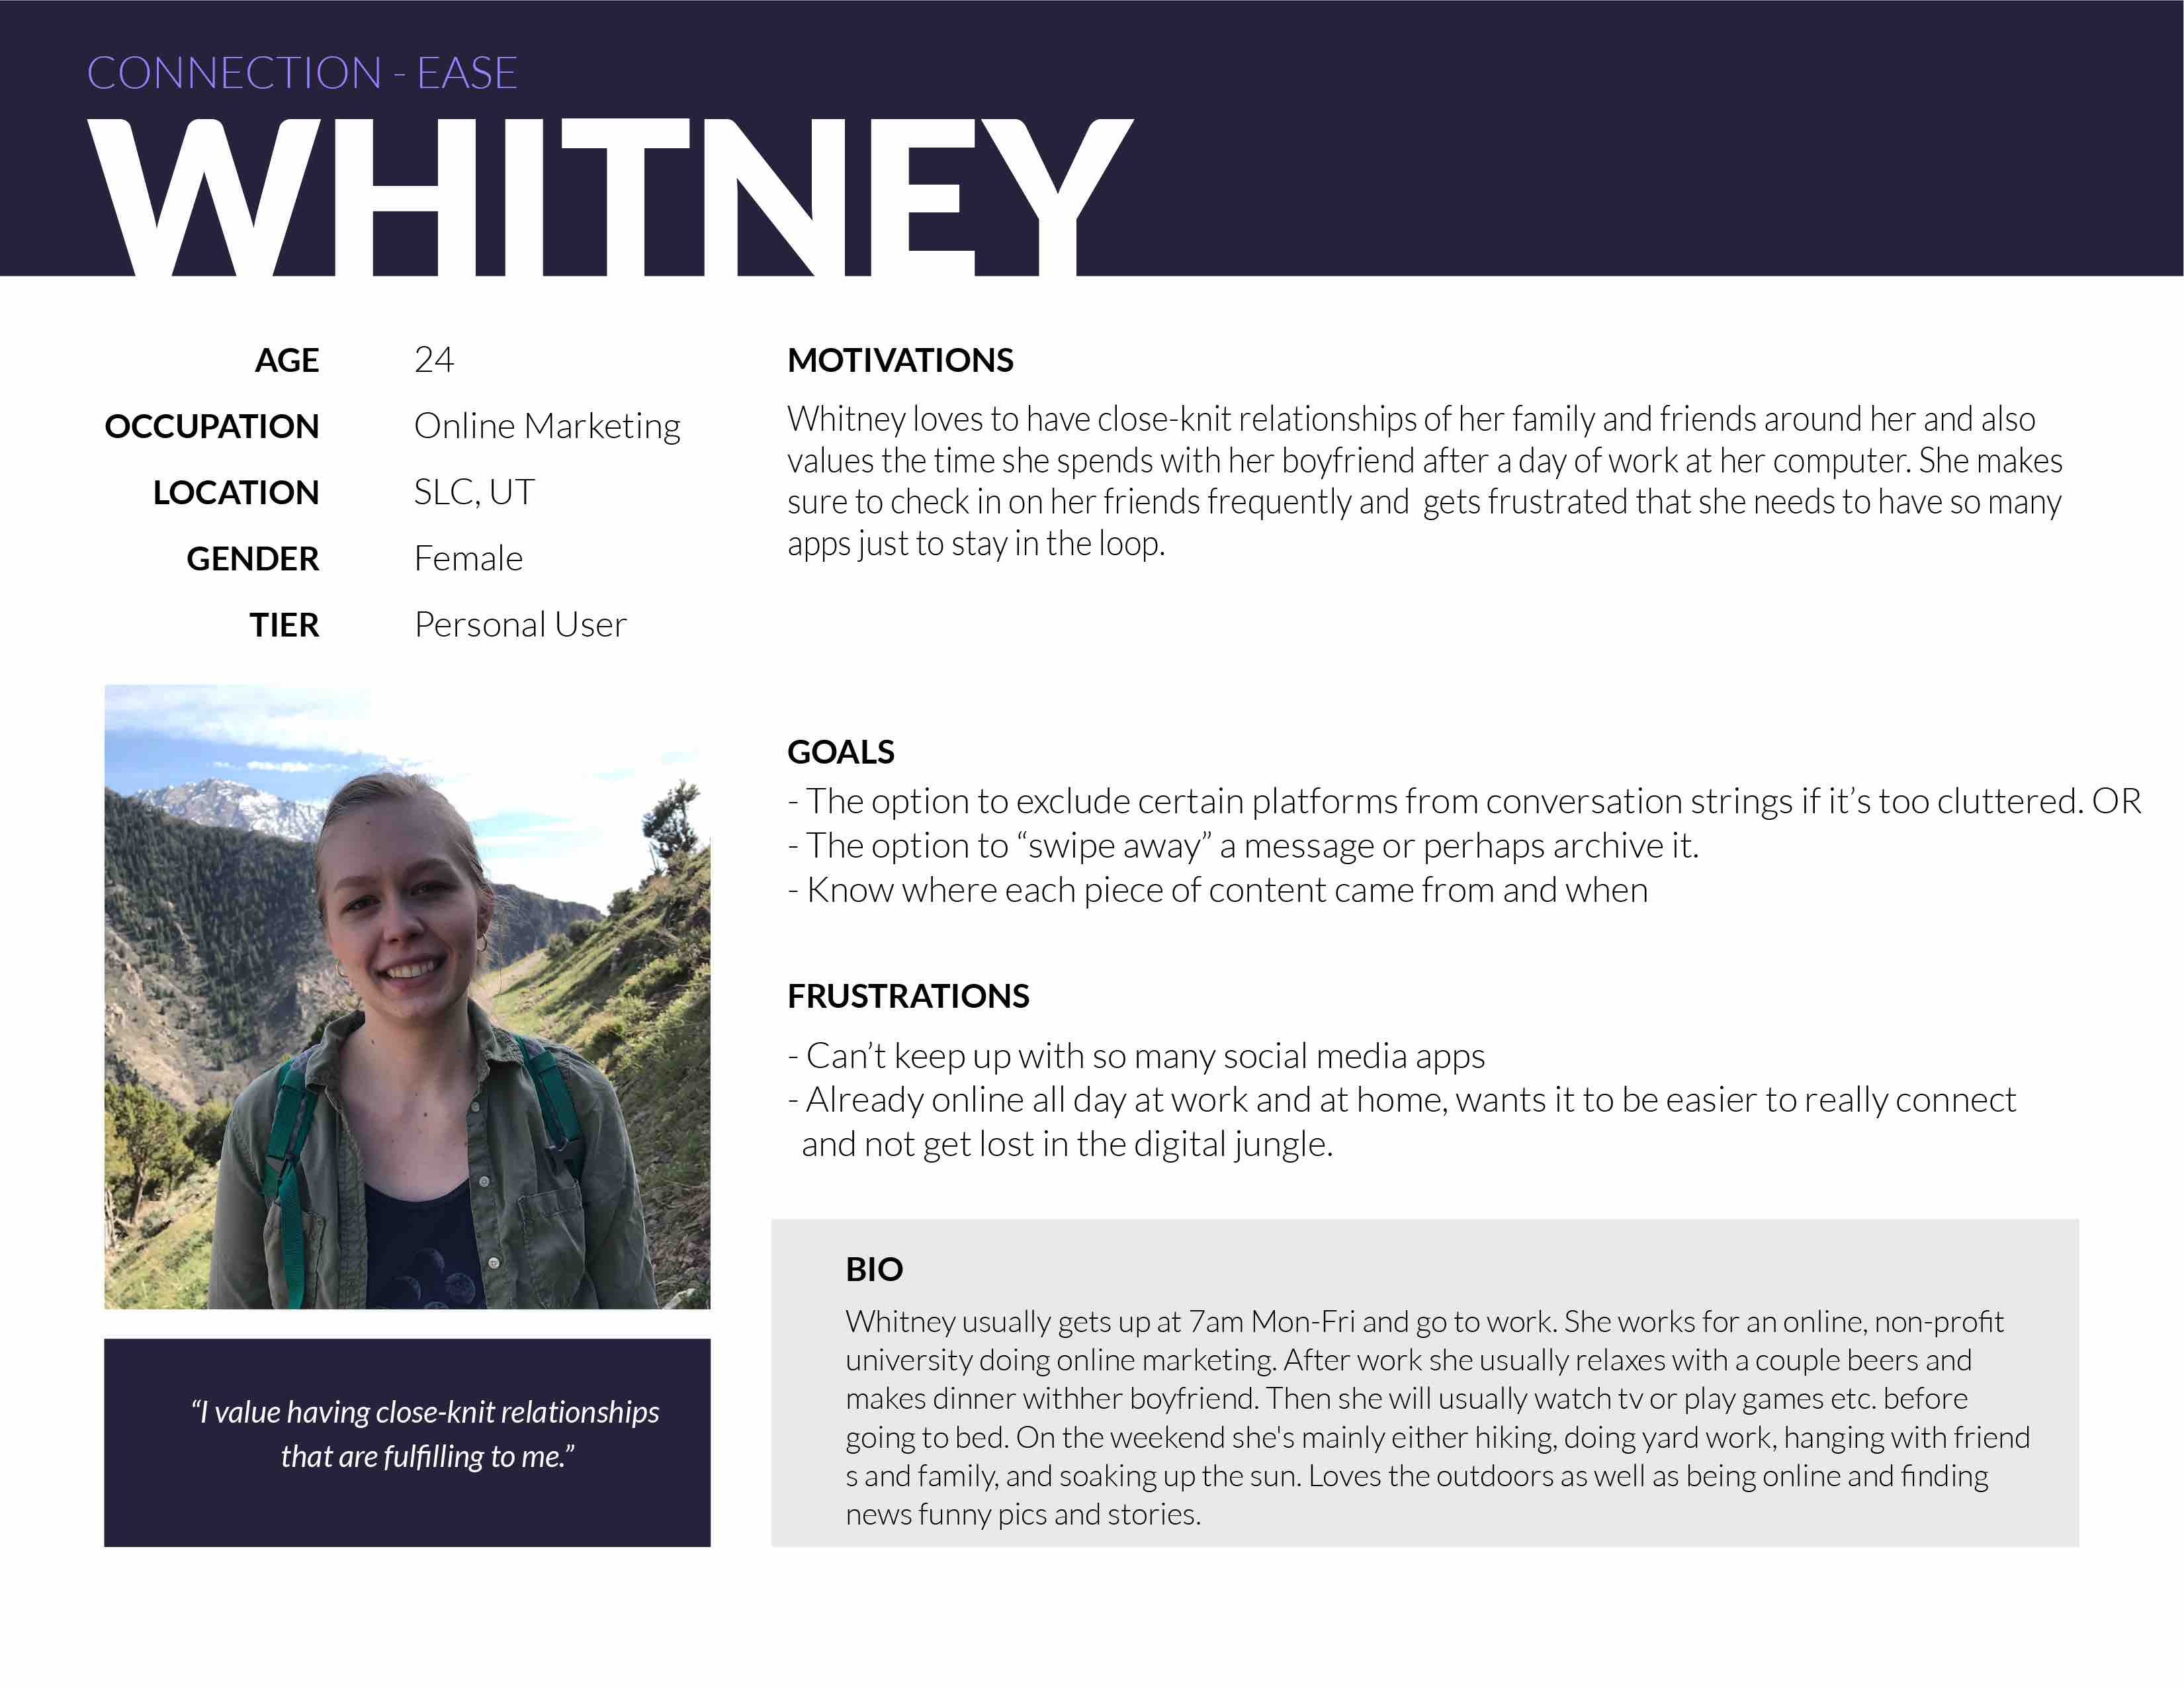 CONNECTION - EASE
WHITNEY
AGE 24
OCCUPATION Online Marketing
LOCATION SLC, UT
GENDER Female
TIER Personal User
“I value having close-knit relationships
that are fulfilling to me.”
MOTIVATIONS
Whitney loves to have close-knit relationships of her family and friends around her and also
values the time she spends with her boyfriend after a day of work at her computer. She makes
sure to check in on her friends frequently and  gets frustrated that she needs to have so many
apps just to stay in the loop.
GOALS
- The option to exclude certain platforms from conversation strings if it’s too cluttered. OR
- The option to “swipe away” a message or perhaps archive it.
- Know where each piece of content came from and when
FRUSTRATIONS
- Can’t keep up with so many social media apps
- Already online all day at work and at home, wants it to be easier to really connect
and not get lost in the digital jungle.
BIO
Whitney usually gets up at 7am Mon-Fri and go to work. She works for an online, non-profit
university doing online marketing. After work she usually relaxes with a couple beers and
makes dinner withher boyfriend. Then she will usually watch tv or play games etc. before
going to bed. On the weekend she's mainly either hiking, doing yard work, hanging with friend
s and family, and soaking up the sun. Loves the outdoors as well as being online and finding
news funny pics and stories.